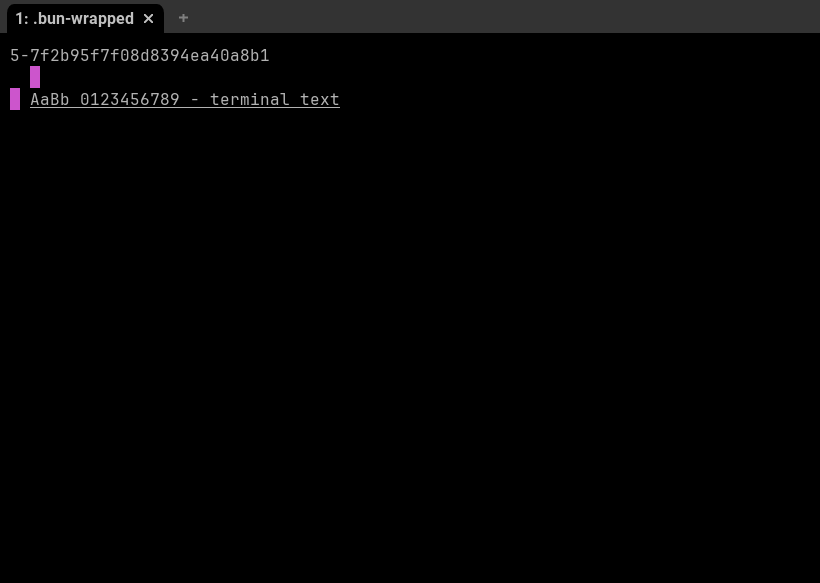 1: .bun-wrapped × +
5-7f2b95f7f08d8394ea40a8b1
AaBb 0123456789 - terminal text